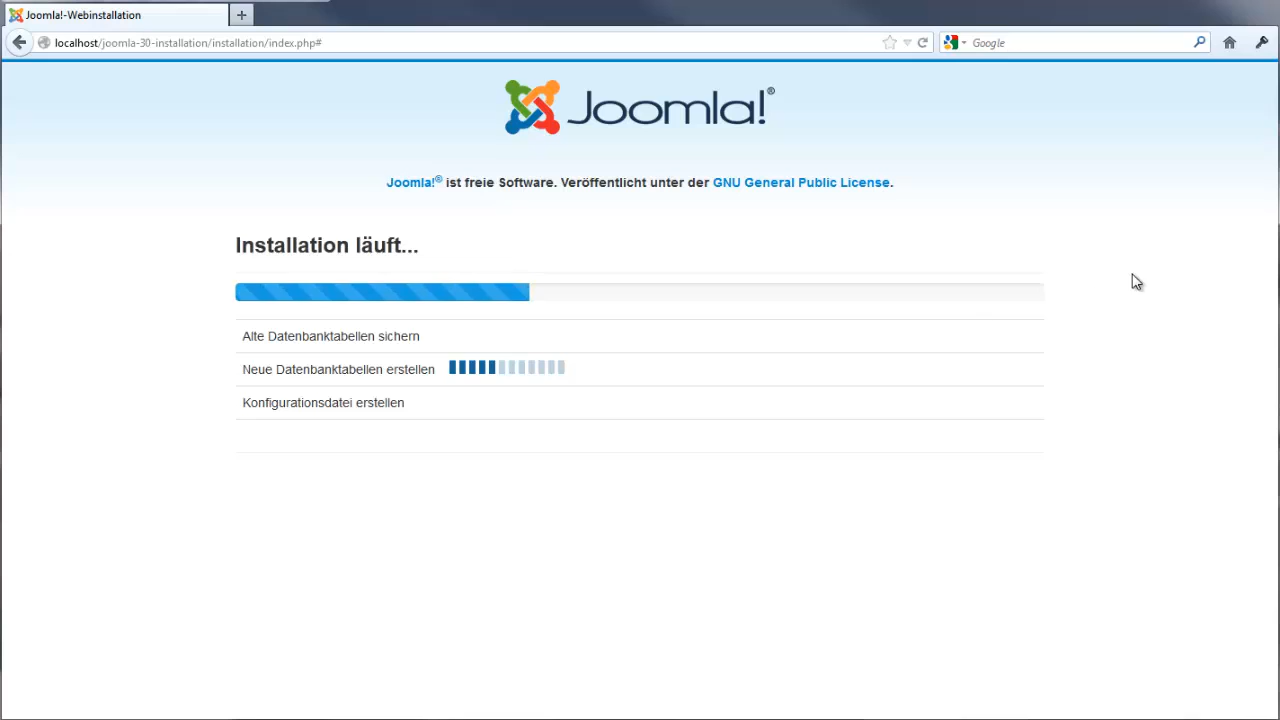 Joomla!-Webinstallation
localhost/joomla-30-installation/installation/index.php#
Google
Joomla!®
Joomla!® ist freie Software. Veröffentlicht unter der GNU General Public License.
Installation läuft...
Alte Datenbanktabellen sichern
Neue Datenbanktabellen erstellen
Konfigurationsdatei erstellen